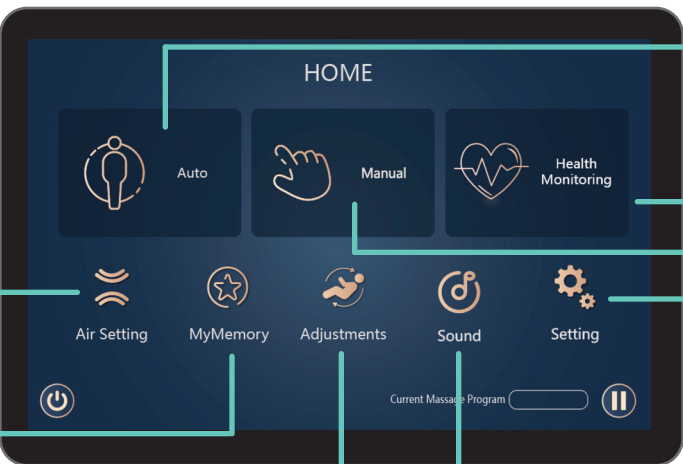 HOME
Auto
Manual
Health
Monitoring
Air Setting
MyMemory
Adjustments
Sound
Setting
Current Massage Program